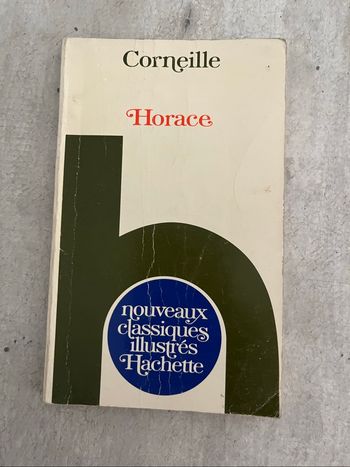 Corneille
Horace
nouveaux
classiques
illustrés
Hachette